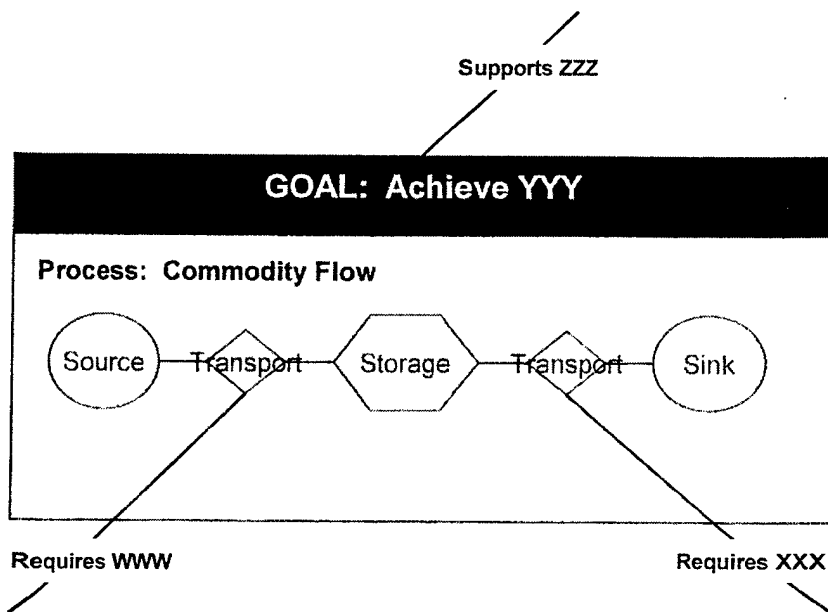 Supports ZZZ
GOAL: Achieve YYY
Process: Commodity Flow
Source Transport Storage Transport Sink
Requires WWW Requires XXX